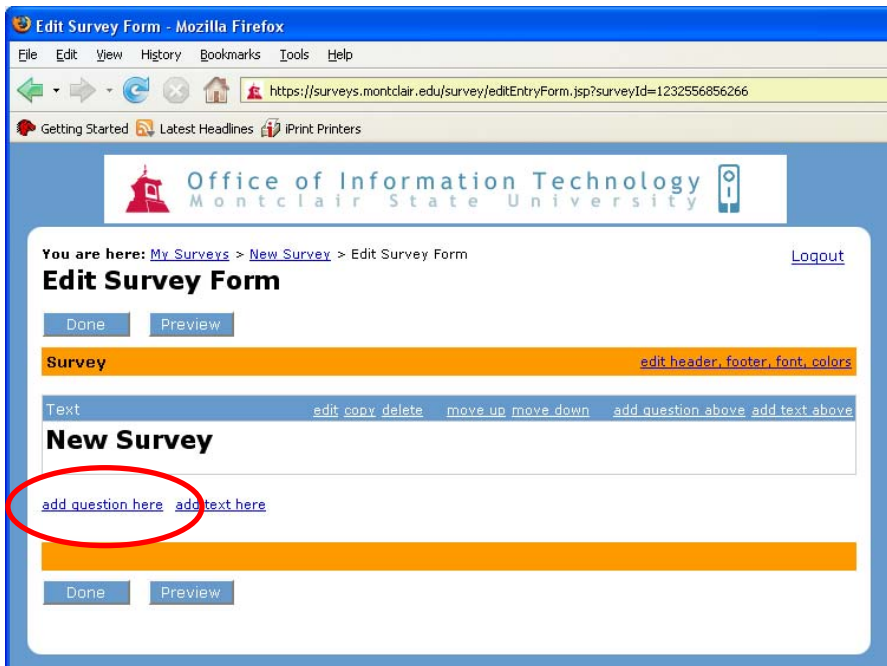 Edit Survey Form - Mozilla Firefox
File Edit View History Bookmarks Tools Help
https://surveys.montclair.edu/survey/editEntryForm.jsp?surveyId=1232556856266
Getting Started Latest Headlines iPrint Printers
Office of Information Technology
Montclair State University
You are here: My Surveys > New Survey > Edit Survey Form
Logout
Edit Survey Form
Done Preview
Survey edit header, footer, font, colors
Text edit copy delete move up move down add question above add text above
New Survey
add question here add text here
Done Preview